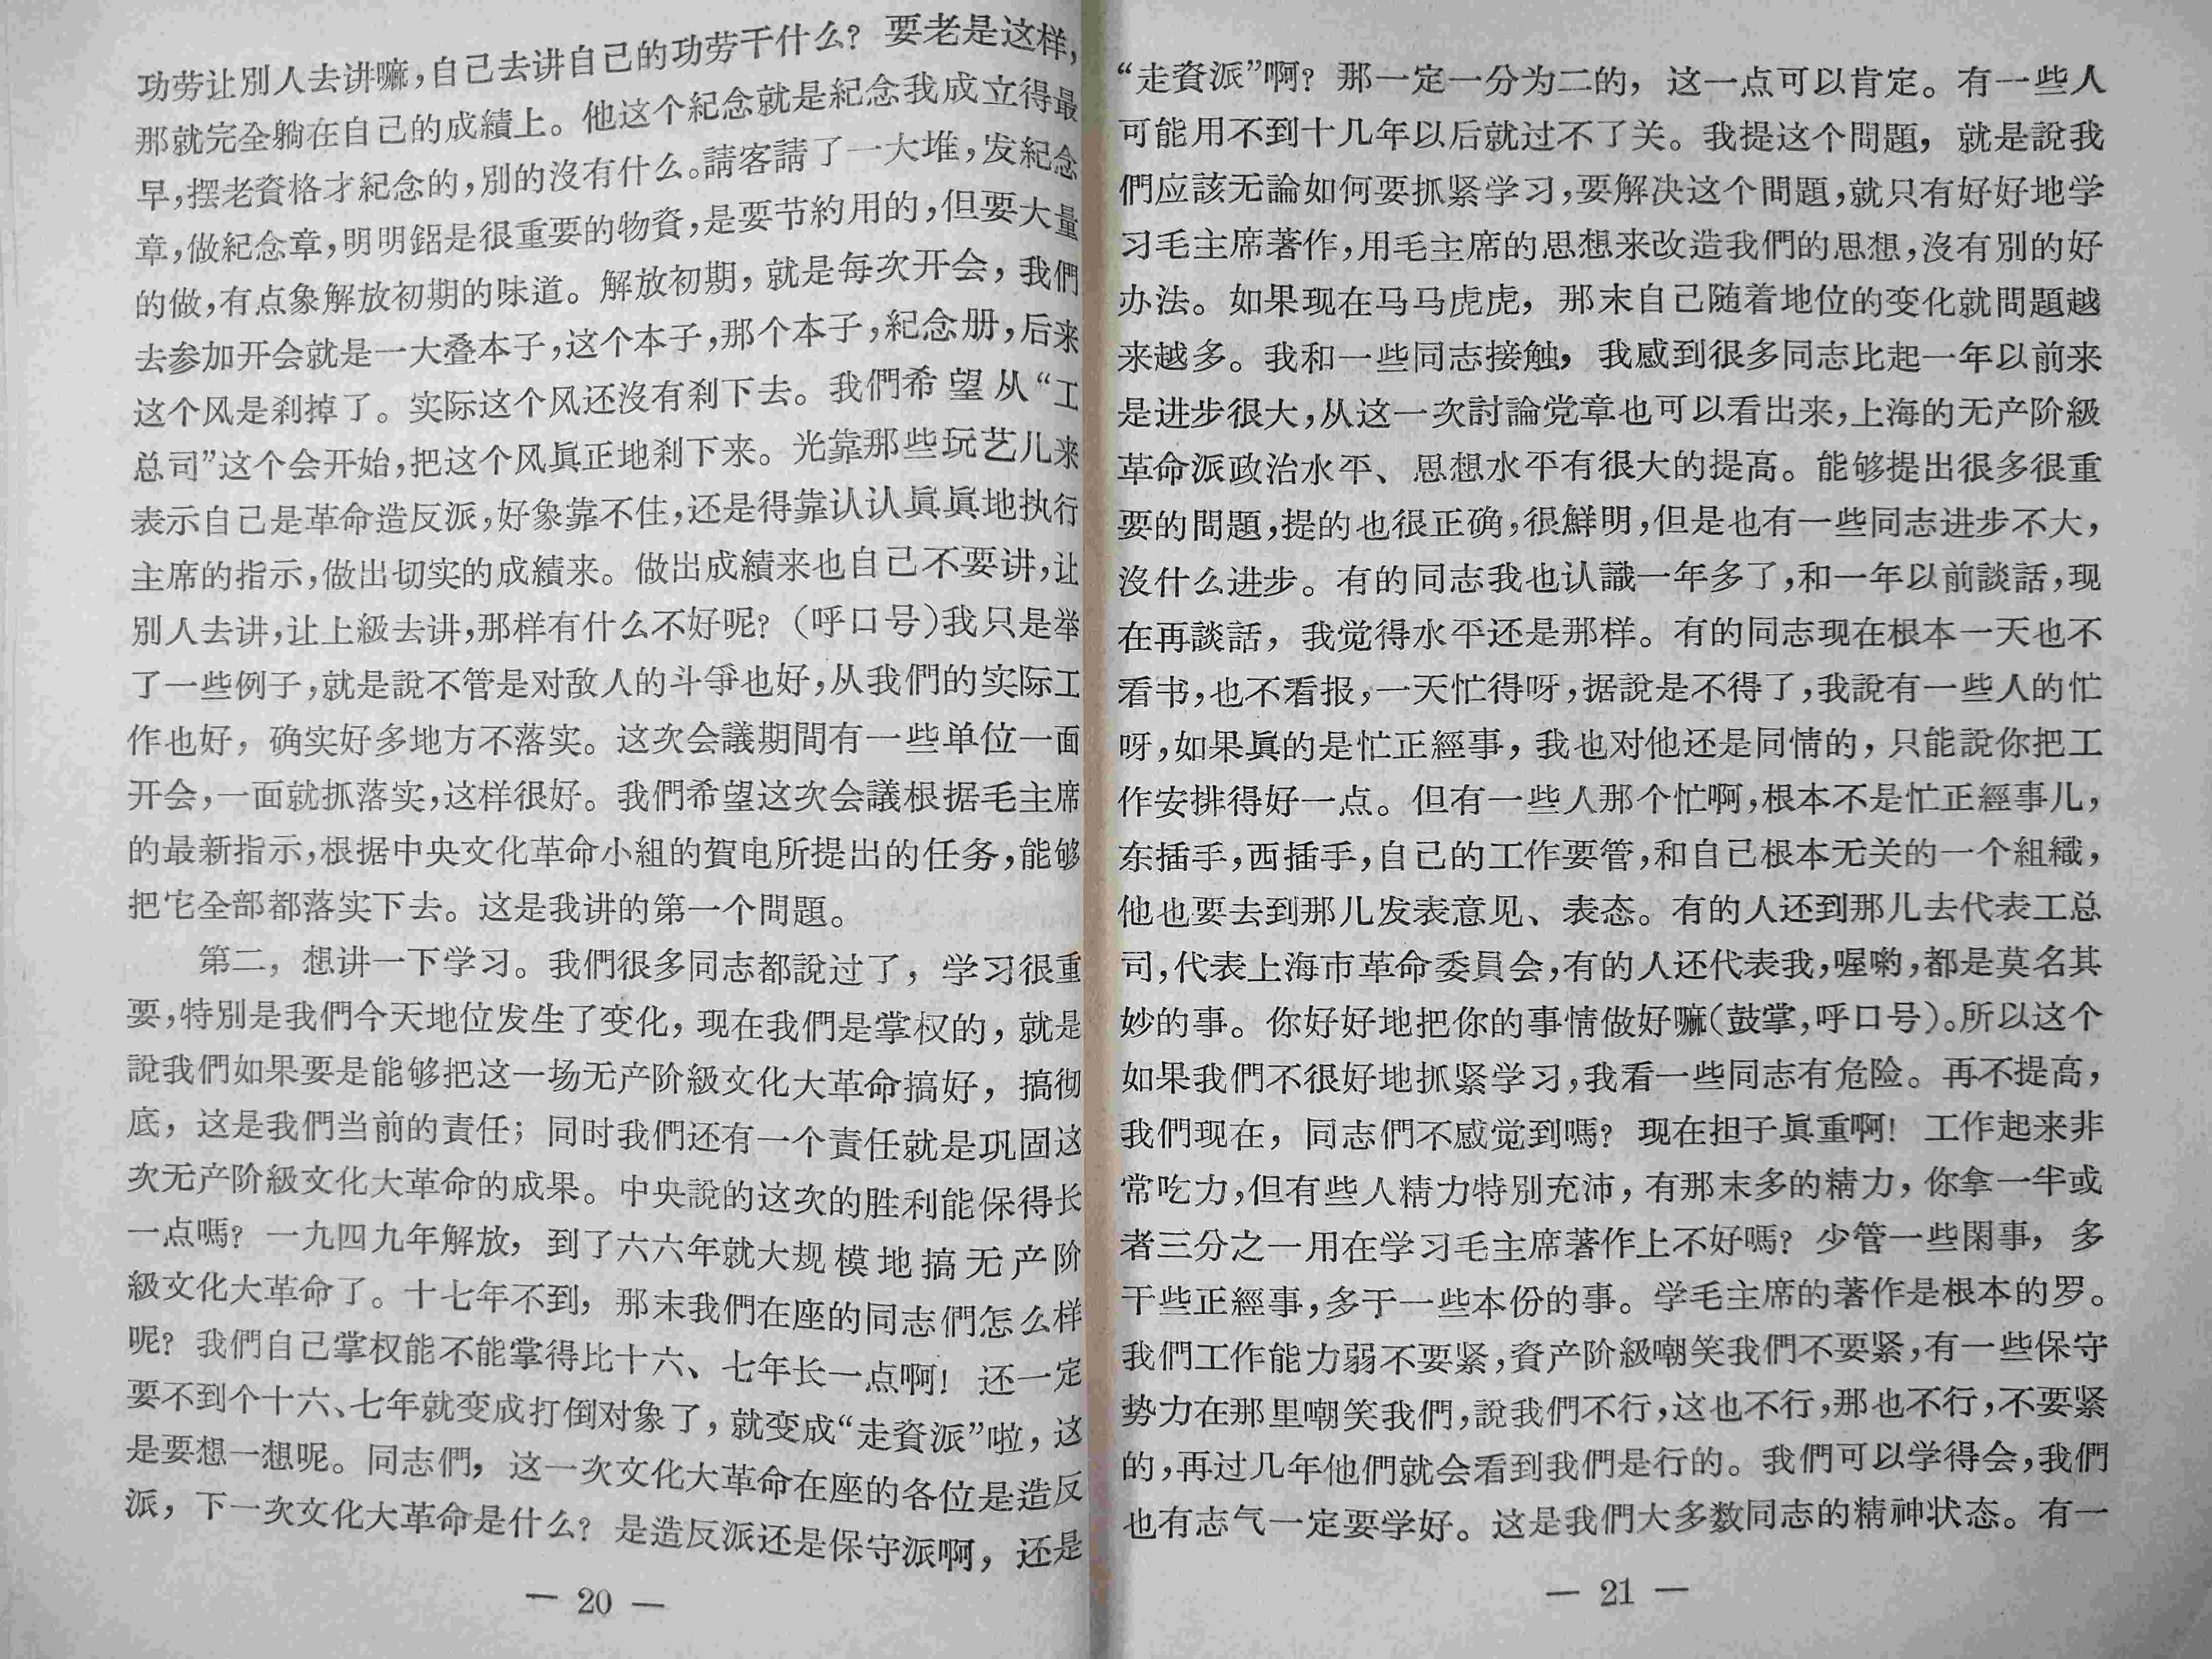 功劳让別人去讲嘛，自己去讲自己的功劳干什么？要老是这样，
那就完全躺在自己的成績上。他这个紀念就是紀念我成立得最
早，摆老資格才紀念的，別的沒有什么。請客請了一大堆，发紀念
章，做紀念章，明明鋁是很重要的物資，是要节約用的，但要大量
的做，有点象解放初期的味道。解放初期，就是每次开会，我們
去参加开会就是一大叠本子，这个本子，那个本子，紀念册，后来
这个风是刹掉了。实际这个风还沒有刹下去。我們希望从“工
总司”这个会开始，把这个风眞正地刹下来。光靠那些玩艺儿来
表示自己是革命造反派，好象靠不住，还是得靠认认眞眞地执行
主席的指示，做出切实的成績来。做出成績来也自己不要讲，让
別人去讲，让上級去讲，那样有什么不好呢？（呼口号）我只是举
了一些例子，就是說不管是对敌人的斗爭也好，从我們的实际工
作也好，确实好多地方不落实。这次会議期間有一些单位一面
开会，一面就抓落实，这样很好。我們希望这次会議根据毛主席
的最新指示，根据中央文化革命小組的賀电所提出的任务，能够
把它全部都落实下去。这是我讲的第一个問題。
第二，想讲一下学习。我們很多同志都說过了，学习很重
要，特別是我們今天地位发生了变化，现在我們是掌权的，就是
說我們如果要是能够把这一场无产阶級文化大革命搞好，搞彻
底，这是我們当前的責任；同时我們还有一个責任就是巩固这
次无产阶級文化大革命的成果。中央說的这次的胜利能保得长
一点嗎？一九四九年解放，到了六六年就大规模地搞无产阶
級文化大革命了。十七年不到，那末我們在座的同志們怎么样
呢？我們自己掌权能不能掌得比十六、七年长一点啊！还一定
要不到个十六、七年就变成打倒对象了，就变成“走資派”啦，这
是要想一想呢。同志們，这一次文化大革命在座的各位是造反
派，下一次文化大革命是什么？是造反派还是保守派啊，还是
— 20 —
“走資派”啊？那一定一分为二的，这一点可以肯定。有一些人
可能用不到十几年以后就过不了关。我提这个問題，就是說我
們应該无論如何要抓紧学习，要解决这个問題，就只有好好地学
习毛主席著作，用毛主席的思想来改造我們的思想，沒有別的好
办法。如果现在马马虎虎，那末自己随着地位的变化就問題越
来越多。我和一些同志接触，我感到很多同志比起一年以前来
是进步很大，从这一次討論党章也可以看出来，上海的无产阶級
革命派政治水平、思想水平有很大的提高。能够提出很多很重
要的問題，提的也很正确，很鮮明，但是也有一些同志进步不大，
沒什么进步。有的同志我也认識一年多了，和一年以前談話，现
在再談話，我觉得水平还是那样。有的同志现在根本一天也不
看书，也不看报，一天忙得呀，据說是不得了，我說有一些人的忙
呀，如果眞的是忙正經事，我也对他还是同情的，只能說你把工
作安排得好一点。但有一些人那个忙啊，根本不是忙正經事儿，
东插手，西插手，自己的工作要管，和自己根本无关的一个組織，
他也要去到那儿发表意见、表态。有的人还到那儿去代表工总
司，代表上海市革命委員会，有的人还代表我，喔喲，都是莫名其
妙的事。你好好地把你的事情做好嘛（鼓掌，呼口号）。所以这个
如果我們不很好地抓紧学习，我看一些同志有危险。再不提高，
我們现在，同志們不感觉到嗎？现在担子眞重啊！工作起来非
常吃力，但有些人精力特別充沛，有那末多的精力，你拿一半或
者三分之一用在学习毛主席著作上不好嗎？少管一些閑事，多
干些正經事，多干一些本份的事。学毛主席的著作是根本的罗。
我們工作能力弱不要紧，資产阶級嘲笑我們不要紧，有一些保守
势力在那里嘲笑我們，說我們不行，这也不行，那也不行，不要紧
的，再过几年他們就会看到我們是行的。我們可以学得会，我們
也有志气一定要学好。这是我們大多数同志的精神状态。有一
— 21 —